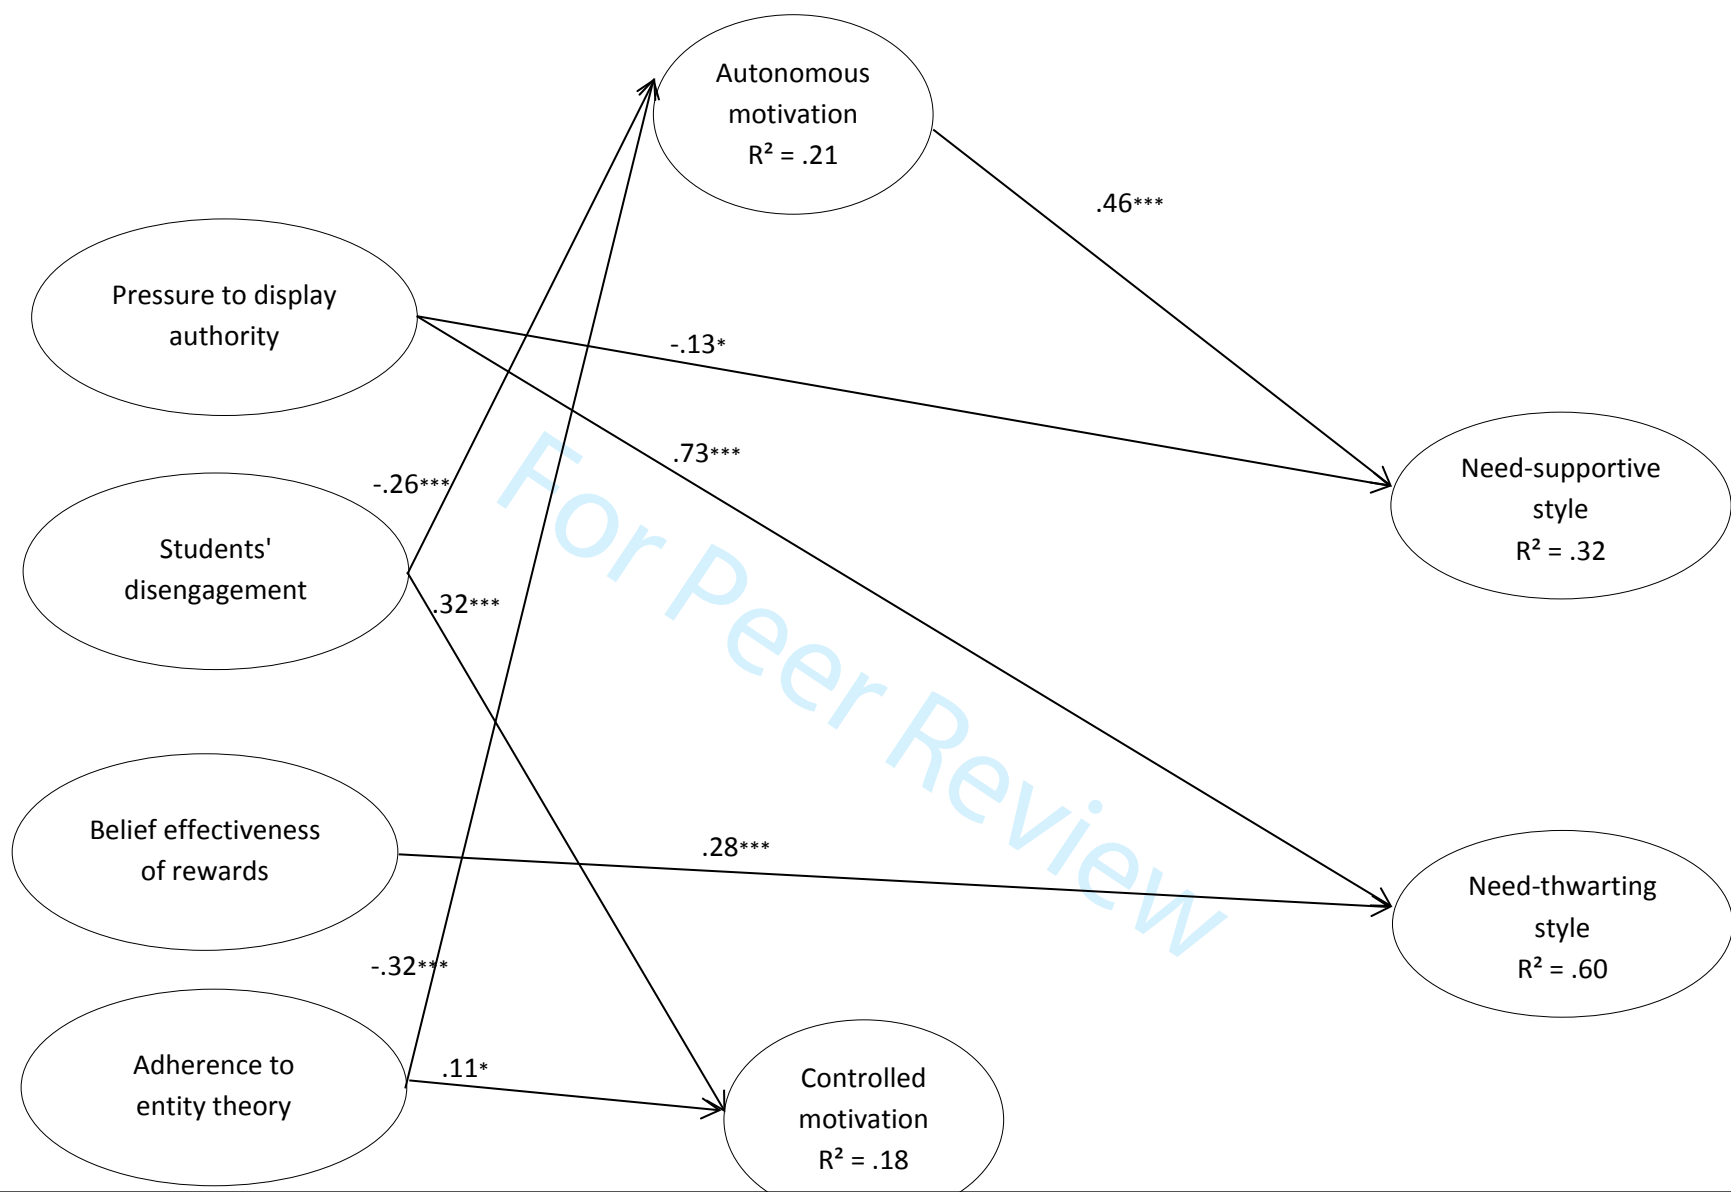 Autonomous
motivation
R² = .21
.46***
Pressure to display
authority
-.13*
.73***
Need-supportive
style
R² = .32
-.26***
Students'
disengagement
.32***
For Peer Review
Belief effectiveness
of rewards
.28***
Need-thwarting
style
R² = .60
-.32***
Adherence to
entity theory
.11*
Controlled
motivation
R² = .18